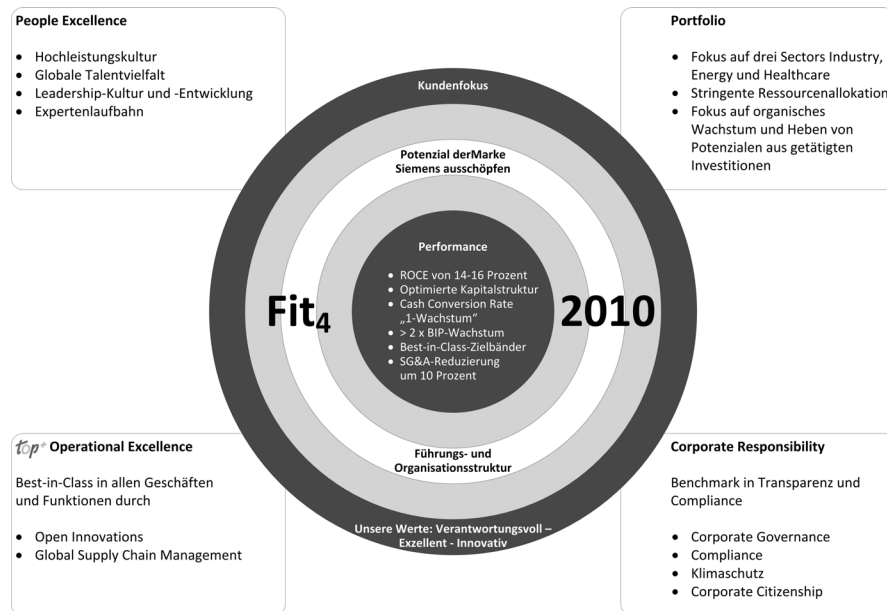 People Excellence
• Hochleistungskultur
• Globale Talentvielfalt
• Leadership-Kultur und -Entwicklung
• Expertenlaufbahn
Portfolio
• Fokus auf drei Sectors Industry,
Energy und Healthcare
• Stringente Ressourcenallokation
• Fokus auf organisches
Wachstum und Heben von
Potenzialen aus getätigten
Investitionen
Kundenfokus
Potenzial derMarke
Siemens ausschöpfen
Performance
• ROCE von 14-16 Prozent
• Optimierte Kapitalstruktur
• Cash Conversion Rate
„1-Wachstum“
• > 2 x BIP-Wachstum
• Best-in-Class-Zielbänder
• SG&A-Reduzierung
um 10 Prozent
Fit4 2010
Führungs- und
Organisationsstruktur
Unsere Werte: Verantwortungsvoll –
Exzellent - Innovativ
top+ Operational Excellence
Best-in-Class in allen Geschäften
und Funktionen durch
• Open Innovations
• Global Supply Chain Management
Corporate Responsibility
Benchmark in Transparenz und
Compliance
• Corporate Governance
• Compliance
• Klimaschutz
• Corporate Citizenship